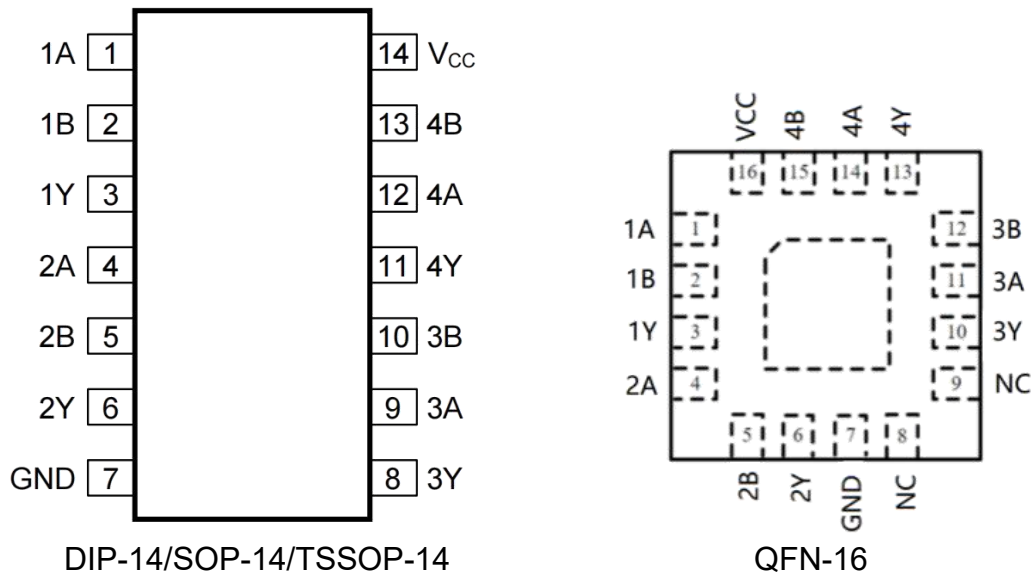 1A 1 14 VCC
1B 2 13 4B
1Y 3 12 4A
2A 4 11 4Y
2B 5 10 3B
2Y 6 9 3A
GND 7 8 3Y
DIP-14/SOP-14/TSSOP-14
VCC 4B 4A 4Y
16 15 14 13
1A 1 12 3B
1B 2 11 3A
1Y 3 10 3Y
2A 4 9 NC
5 6 7 8
2B 2Y GND NC
QFN-16